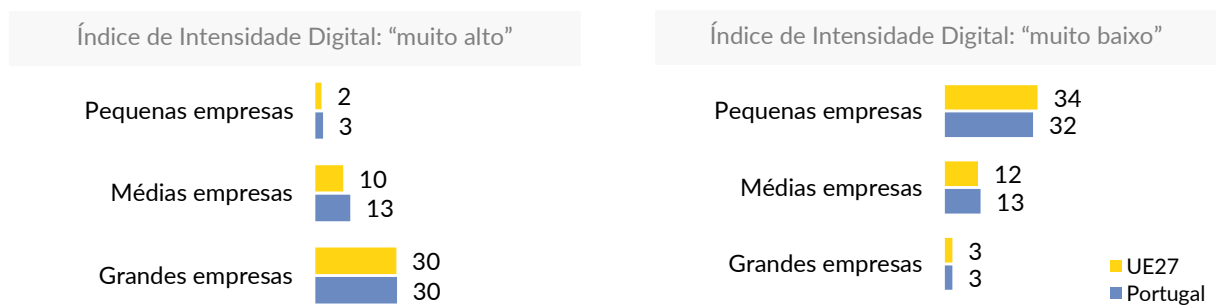 Índice de Intensidade Digital: “muito alto”
Pequenas empresas
2
3
Médias empresas
10
13
Grandes empresas
30
30
Índice de Intensidade Digital: “muito baixo”
Pequenas empresas
34
32
Médias empresas
12
13
Grandes empresas
3
3
UE27
Portugal